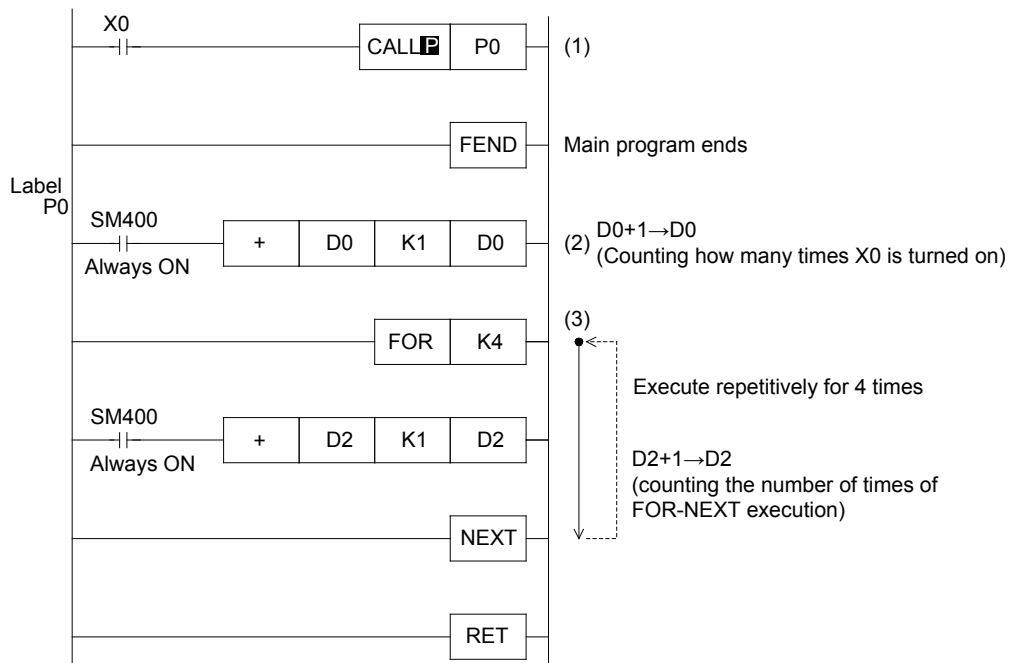 X0
CALLP P0 (1)
FEND Main program ends
Label
P0
SM400
Always ON
+ D0 K1 D0 (2) D0+1→D0
(Counting how many times X0 is turned on)
(3)
FOR K4
Execute repetitively for 4 times
SM400
Always ON
+ D2 K1 D2
D2+1→D2
(counting the number of times of
FOR-NEXT execution)
NEXT
RET